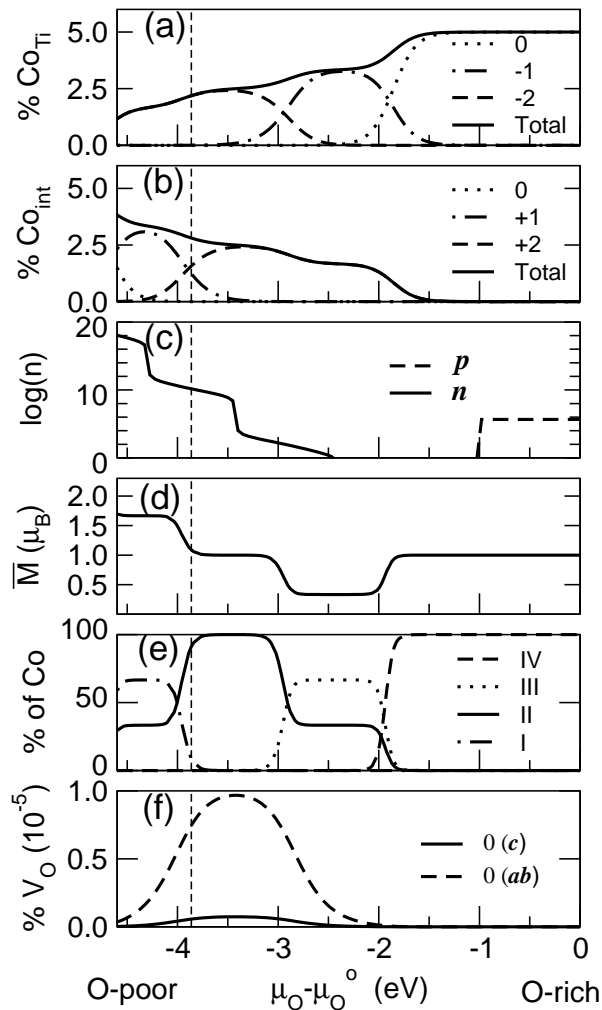 (a)
% Co_Ti
5.0
2.5
0.0
0
-1
-2
Total
(b)
% Co_int
5.0
2.5
0.0
0
+1
+2
Total
(c)
log(n)
20
10
0
p
n
(d)
M̅ (μ_B)
2.0
1.5
1.0
0.5
(e)
% of Co
100
50
0
IV
III
II
I
(f)
% V_O (10^-5)
1.0
0.5
0.0
0 (c)
0 (ab)
-4 -3 -2 -1 0
O-poor μ_O-μ_O^o (eV) O-rich